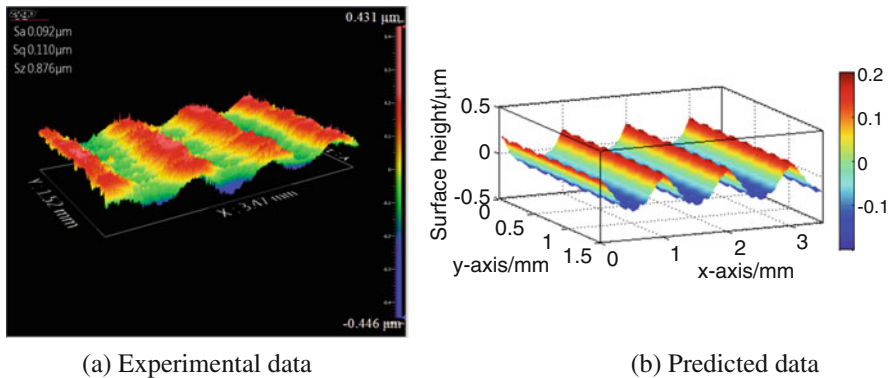 zygo
Sa 0.092µm
Sq 0.110µm
Sz 0.876µm
0.431 µm
-0.446 µm
Y: 1.52 mm
X : 3.47 mm
(a) Experimental data
Surface height/µm
0.5
0
-0.5
0
0.5
1
1.5
y-axis/mm
0
1
2
3
x-axis/mm
0.2
0.1
0
-0.1
(b) Predicted data